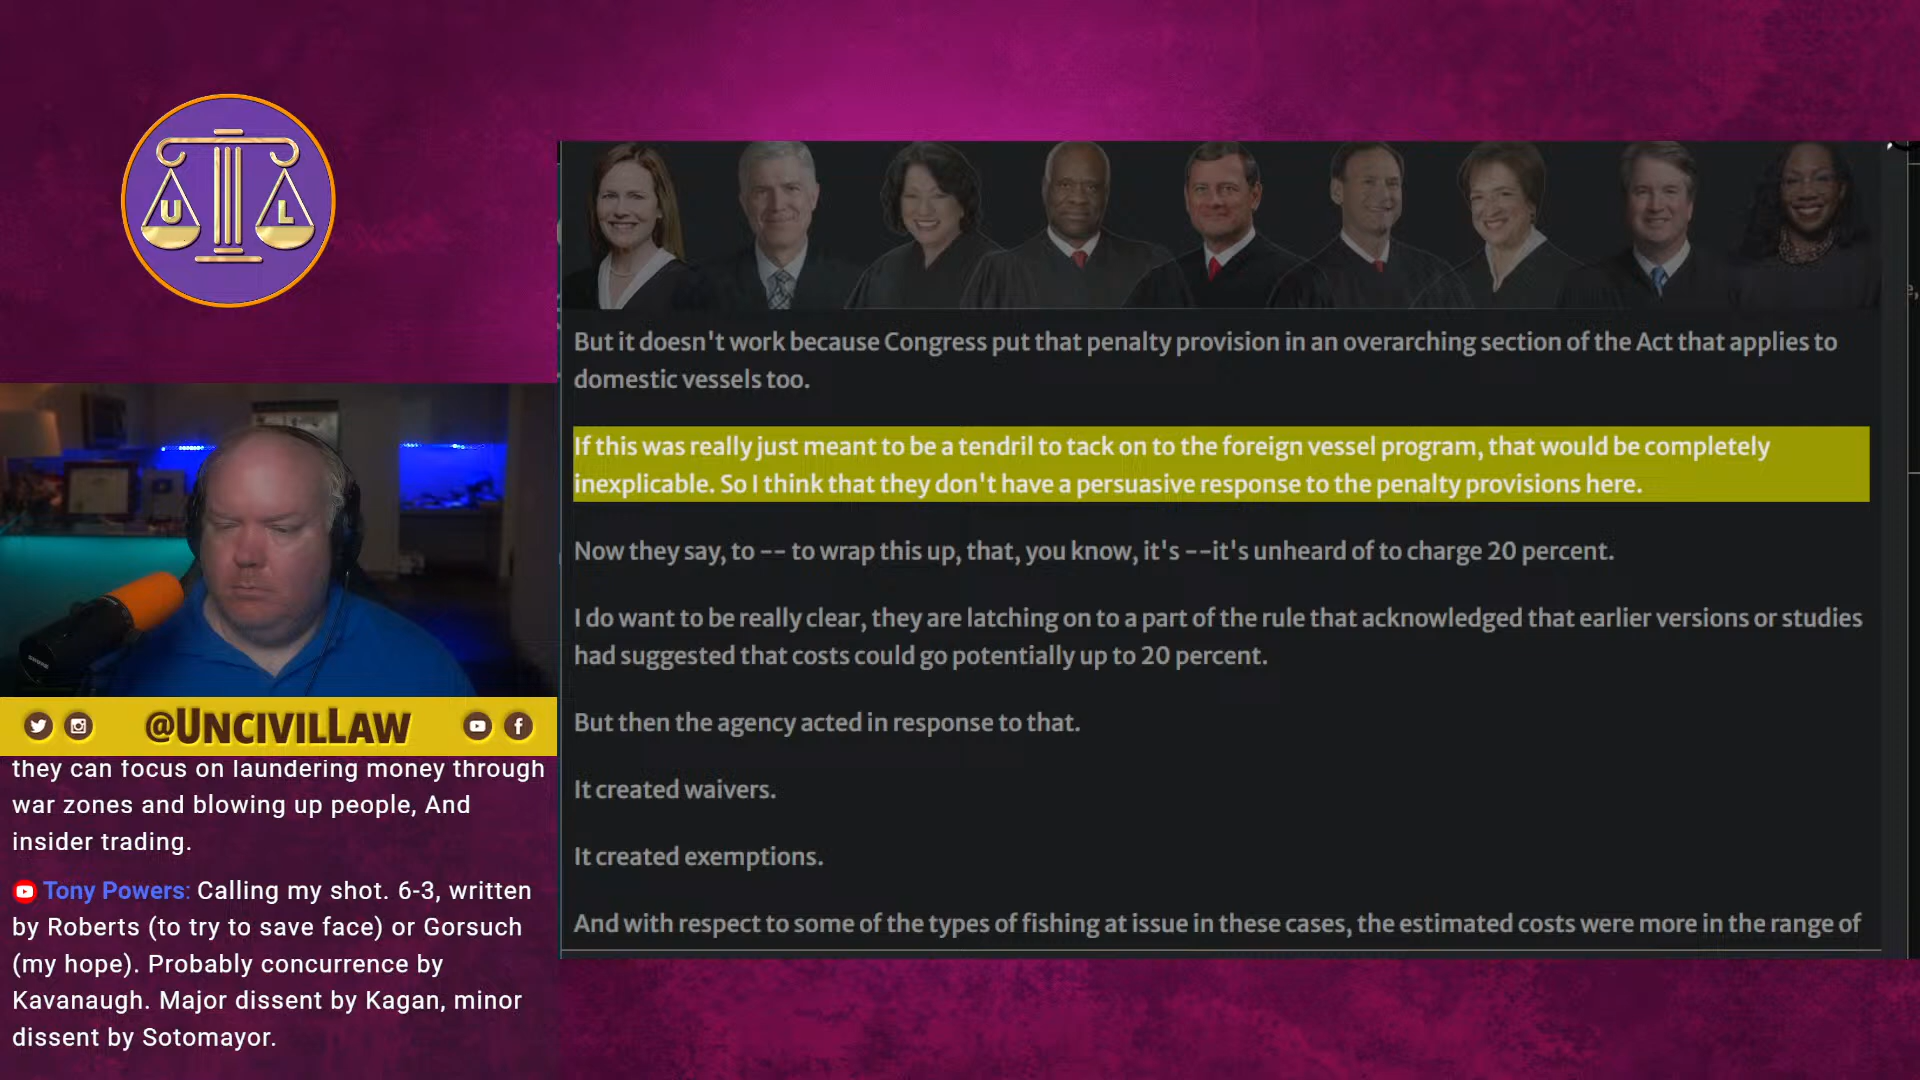 U L
But it doesn't work because Congress put that penalty provision in an overarching section of the Act that applies to
domestic vessels too.
If this was really just meant to be a tendril to tack on to the foreign vessel program, that would be completely
inexplicable. So I think that they don't have a persuasive response to the penalty provisions here.
Now they say, to -- to wrap this up, that, you know, it's --it's unheard of to charge 20 percent.
I do want to be really clear, they are latching on to a part of the rule that acknowledged that earlier versions or studies
had suggested that costs could go potentially up to 20 percent.
But then the agency acted in response to that.
It created waivers.
It created exemptions.
And with respect to some of the types of fishing at issue in these cases, the estimated costs were more in the range of
@UNCIVILLAW
they can focus on laundering money through
war zones and blowing up people, And
insider trading.
Tony Powers: Calling my shot. 6-3, written
by Roberts (to try to save face) or Gorsuch
(my hope). Probably concurrence by
Kavanaugh. Major dissent by Kagan, minor
dissent by Sotomayor.